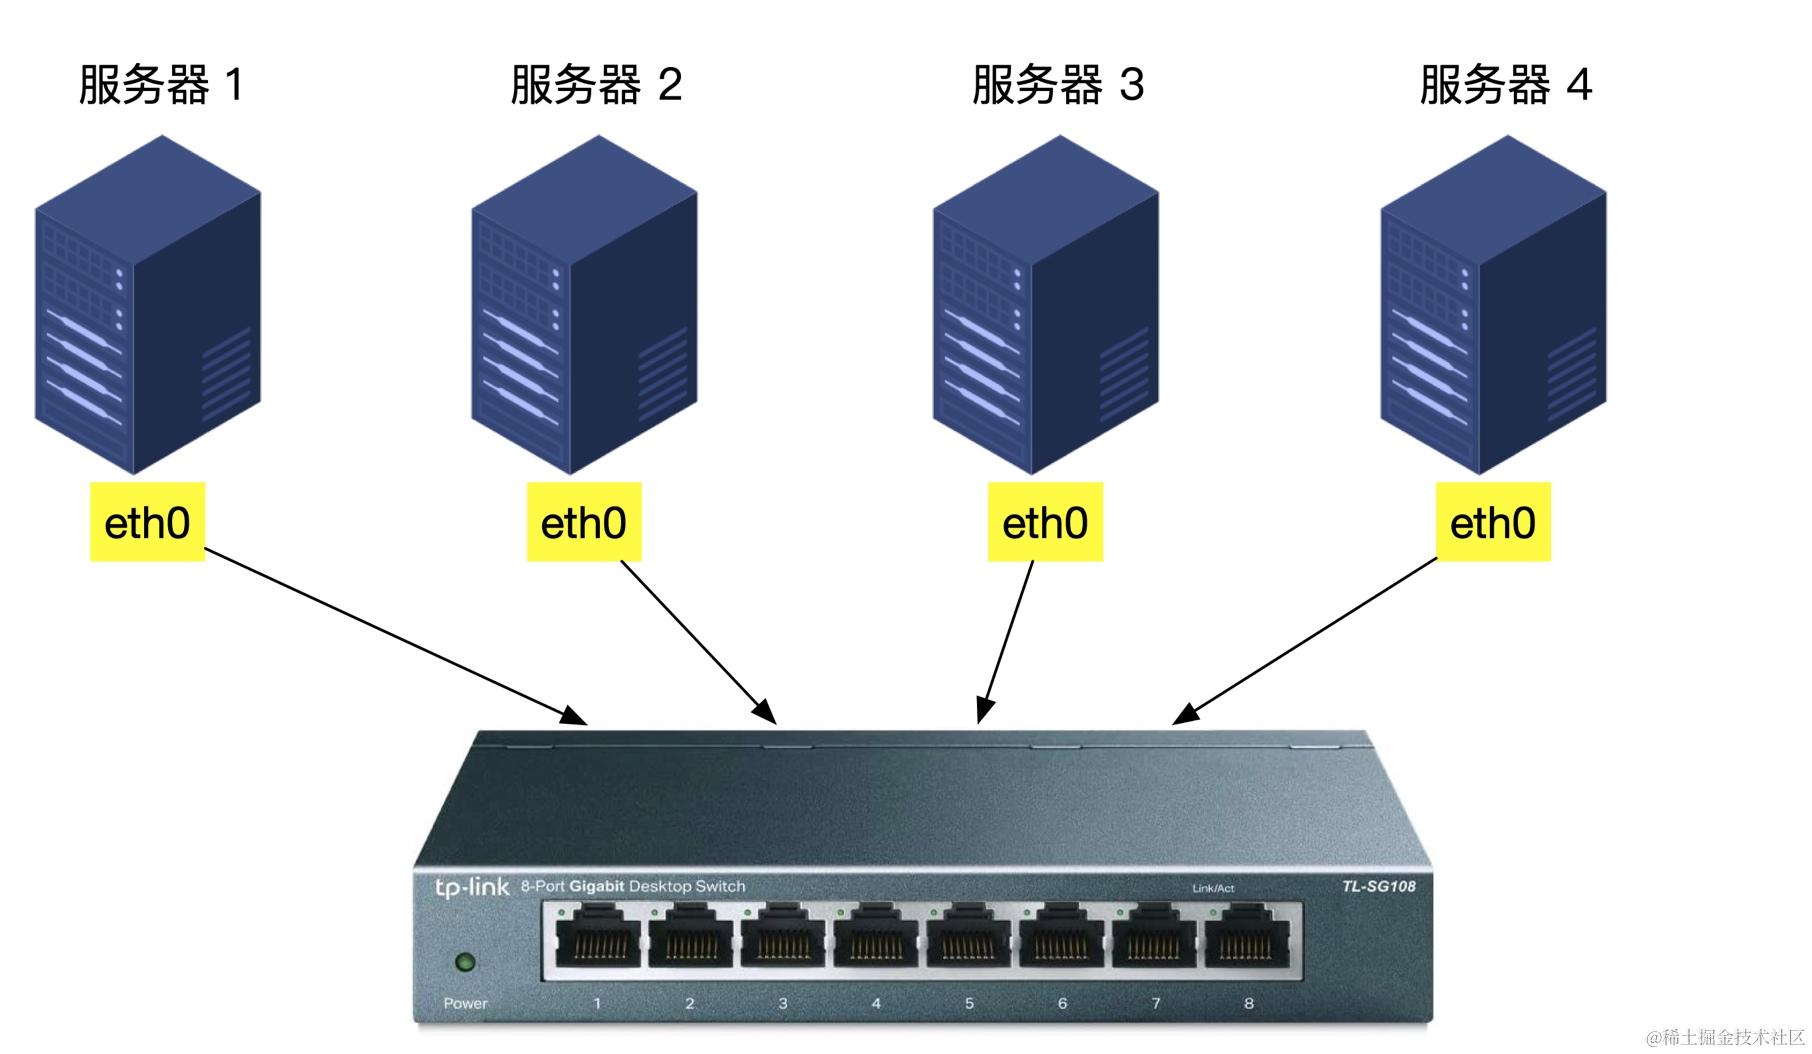 服务器 1
服务器 2
服务器 3
服务器 4
eth0
eth0
eth0
eth0
tp-link 8-Port Gigabit Desktop Switch
Link/Act
TL-SG108
Power
1 2 3 4 5 6 7 8
@稀土掘金技术社区